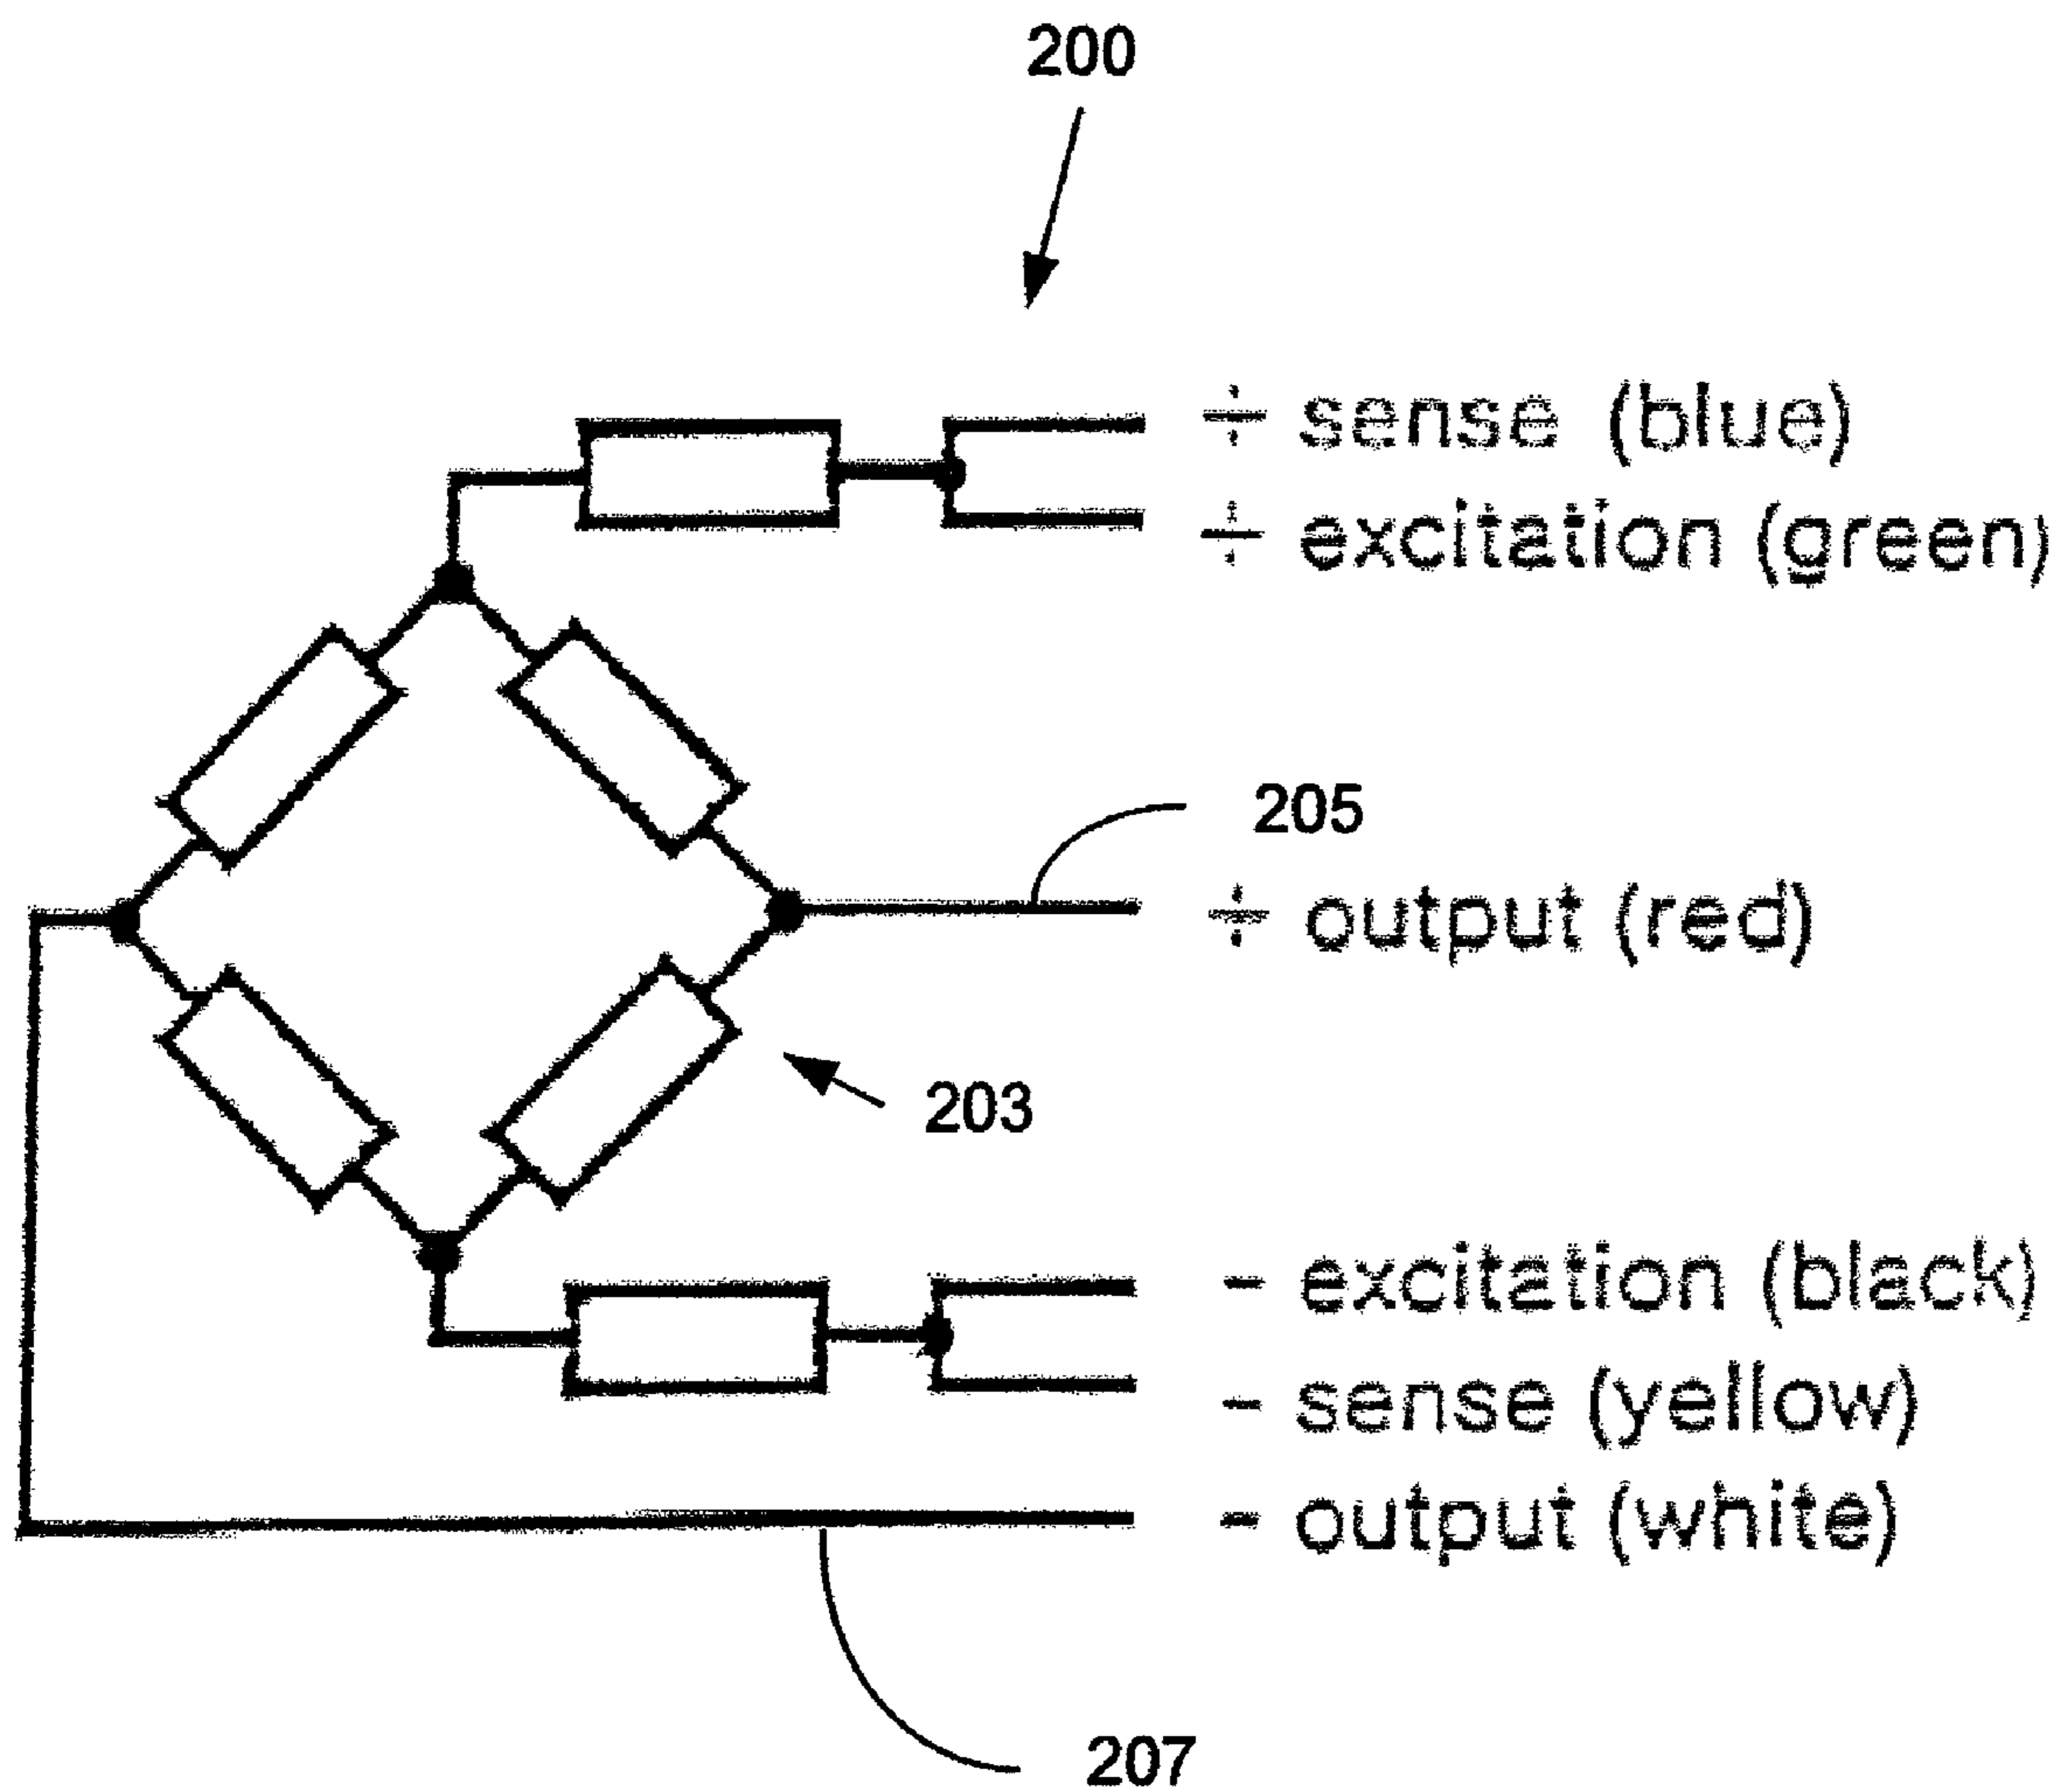 200
÷ sense (blue)
÷ excitation (green)
205
÷ output (red)
203
- excitation (black)
- sense (yellow)
- output (white)
207